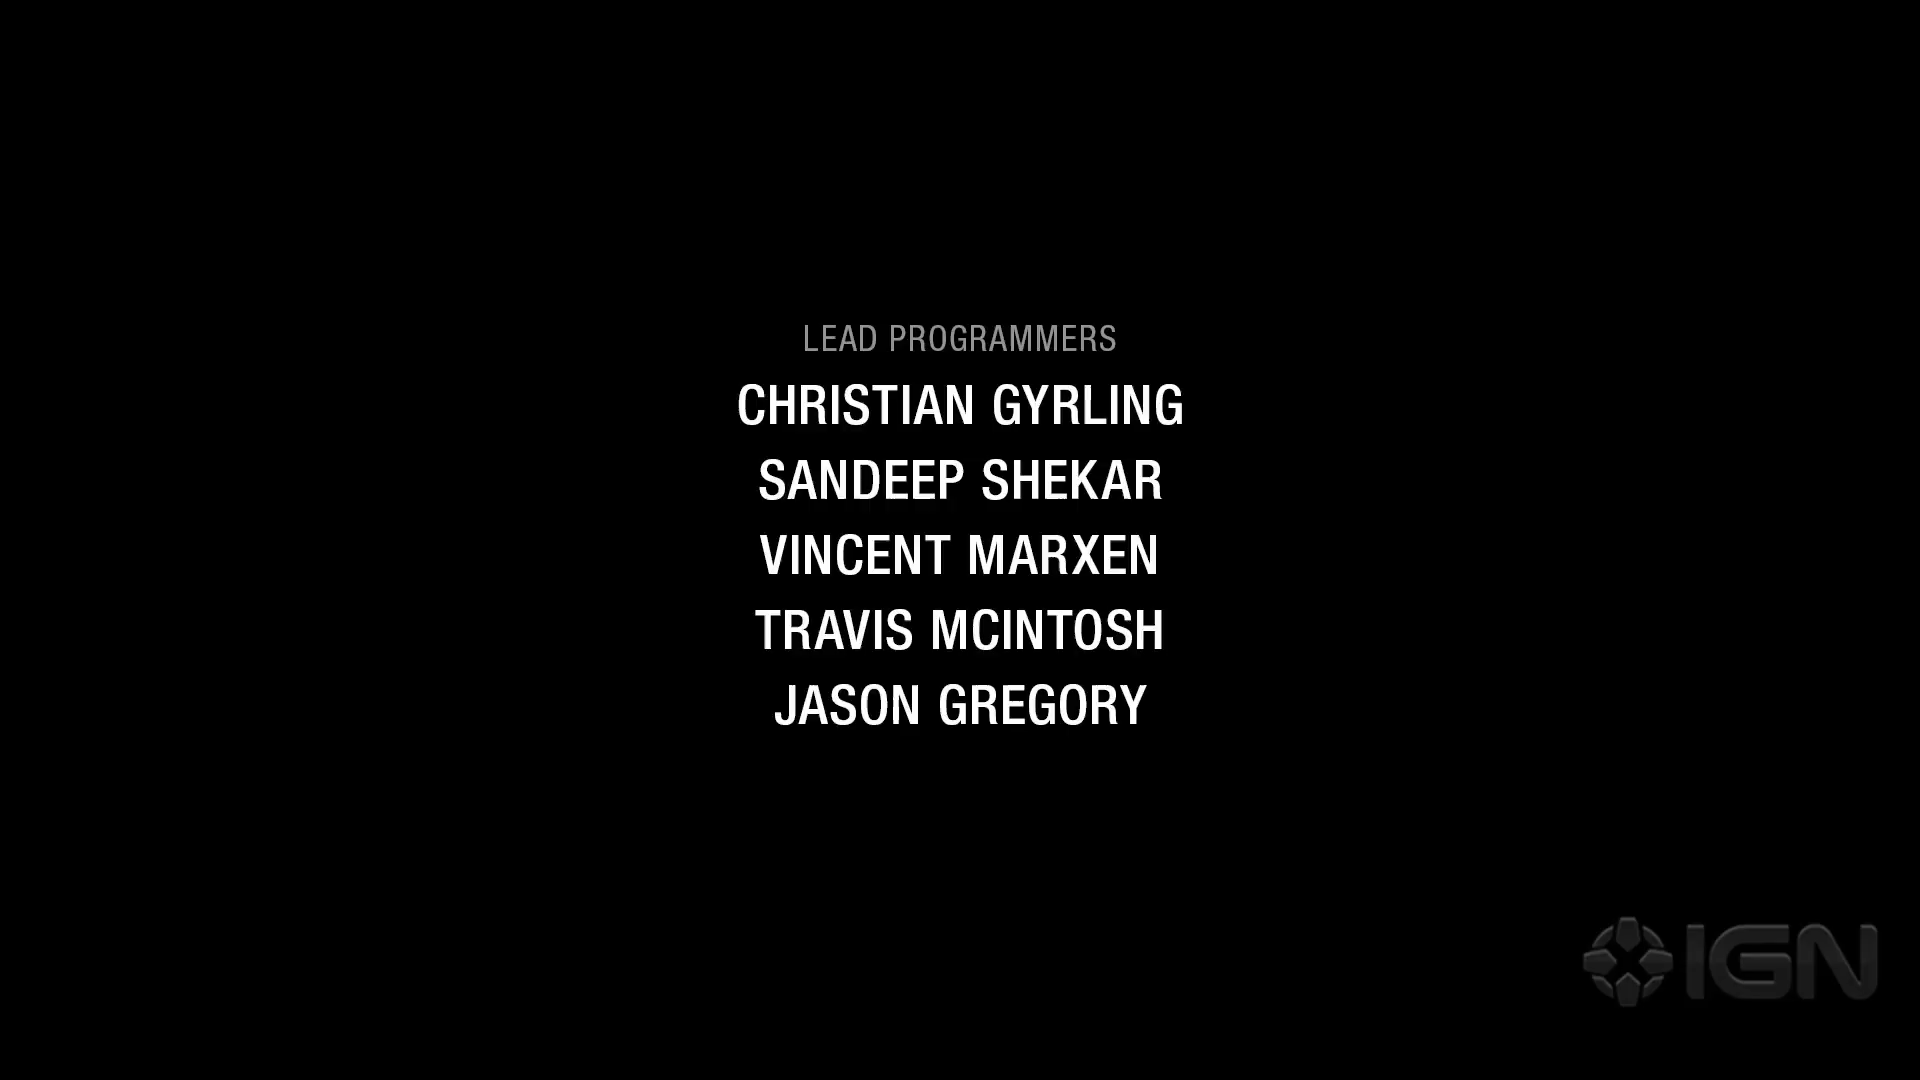 LEAD PROGRAMMERS
CHRISTIAN GYRLING
SANDEEP SHEKAR
VINCENT MARXEN
TRAVIS MCINTOSH
JASON GREGORY
IGN